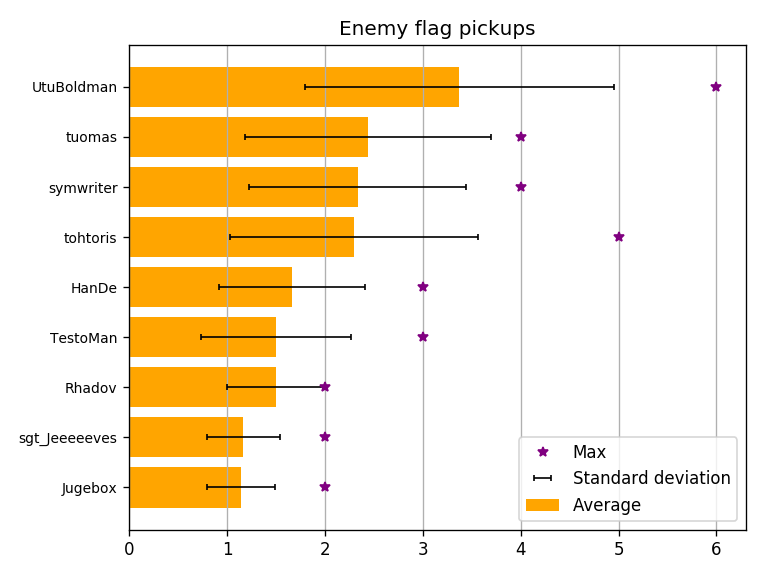 Enemy flag pickups
UtuBoldman
tuomas
symwriter
tohtoris
HanDe
TestoMan
Rhadov
sgt_Jeeeeeves
Jugebox
Max
Standard deviation
Average
0 1 2 3 4 5 6